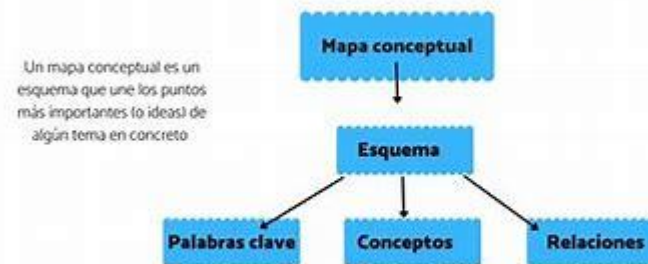 Mapa conceptual
Un mapa conceptual es un
esquema que une los puntos
más importantes (o ideas) de
algún tema en concreto
Esquema
Palabras clave
Conceptos
Relaciones